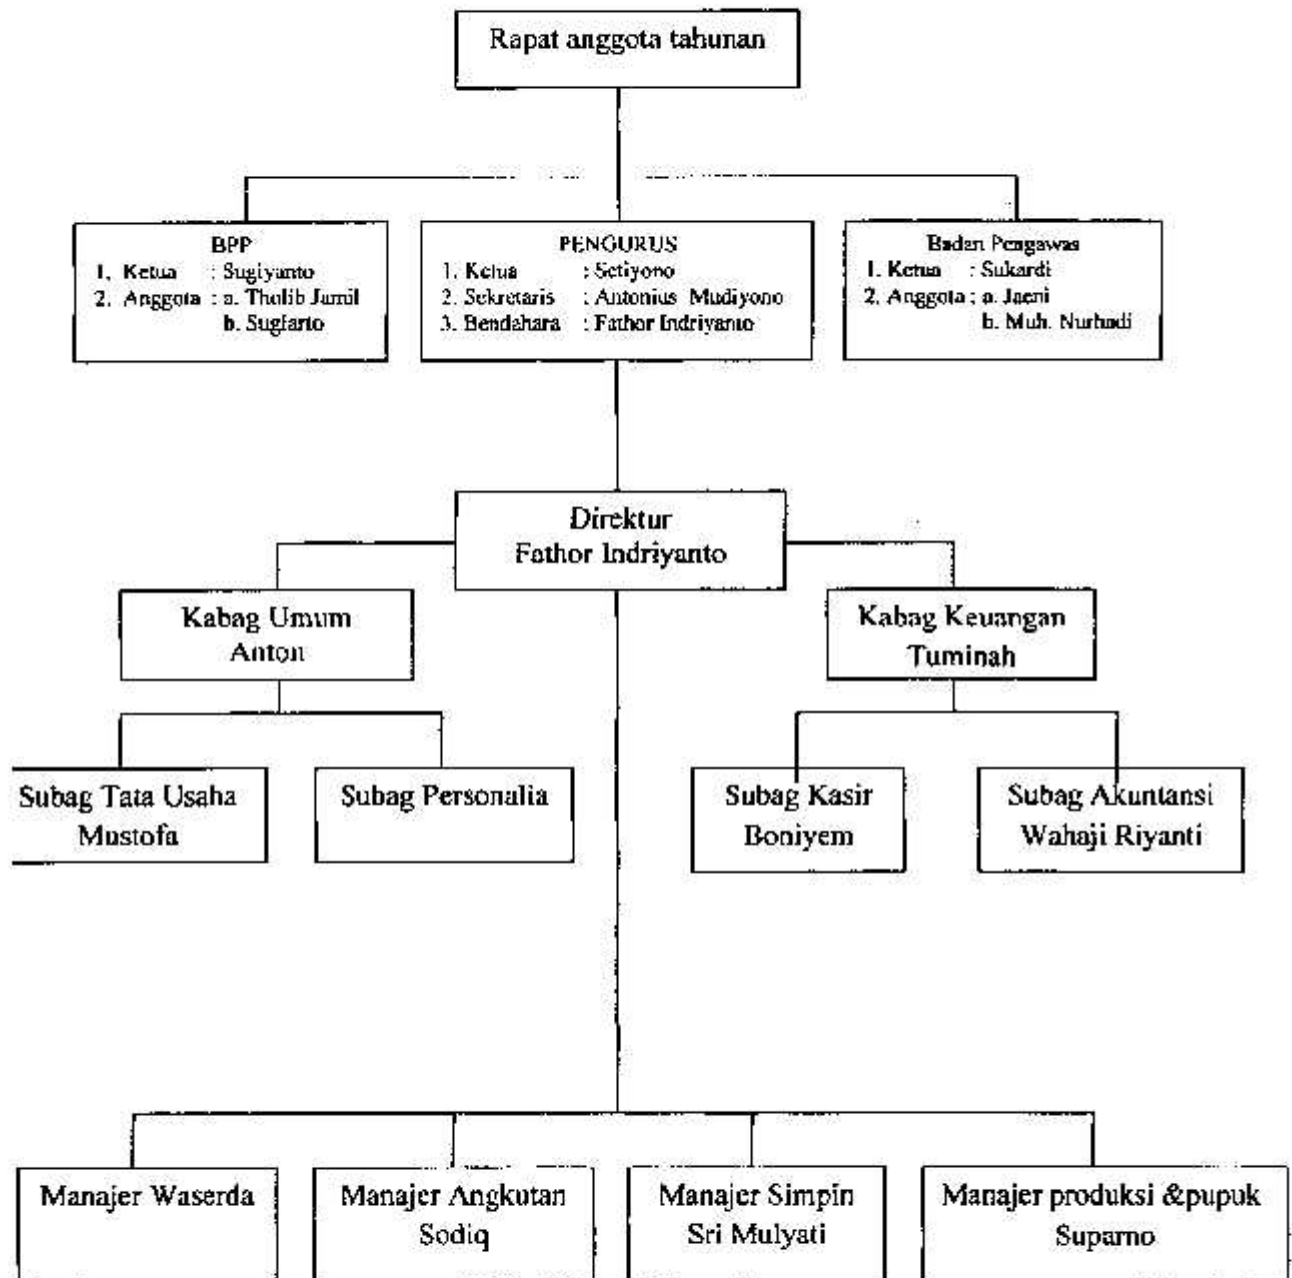 Rapat anggota tahunan
BPP
1. Ketua : Sugiyanto
2. Anggota : a. Thulib Jamil
b. Sugiarto
PENGURUS
1. Ketua : Setiyono
2. Sekretaris : Antonius Mudiyono
3. Bendahara : Fathor Indriyanto
Badan Pengawas
1. Ketua : Sukardi
2. Anggota : a. Jaeni
b. Muh. Nurhadi
Direktur
Fathor Indriyanto
Kabag Umum
Anton
Kabag Keuangan
Tuminah
Subag Tata Usaha
Mustofa
Subag Personalia
Subag Kasir
Boniyem
Subag Akuntansi
Wahaji Riyanti
Manajer Waserda
Manajer Angkutan
Sodiq
Manajer Simpin
Sri Mulyati
Manajer produksi &pupuk
Suparno